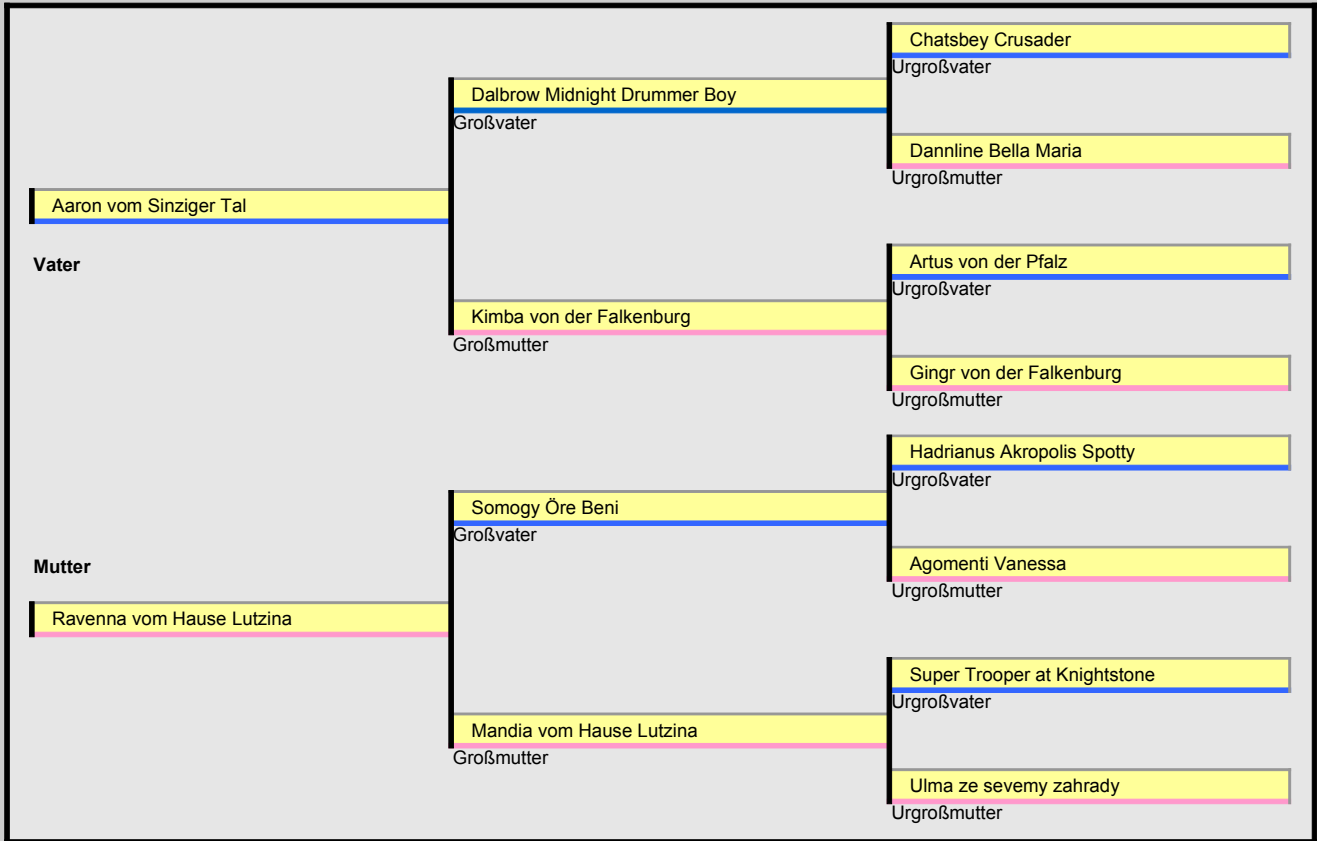 Chatsbey Crusader
Urgroßvater
Dalbrow Midnight Drummer Boy
Großvater
Dannline Bella Maria
Urgroßmutter
Aaron vom Sinziger Tal
Vater
Artus von der Pfalz
Urgroßvater
Kimba von der Falkenburg
Großmutter
Gingr von der Falkenburg
Urgroßmutter
Hadrianus Akropolis Spotty
Urgroßvater
Somogy Öre Beni
Großvater
Mutter
Agomenti Vanessa
Urgroßmutter
Ravenna vom Hause Lutzina
Super Trooper at Knightstone
Urgroßvater
Mandia vom Hause Lutzina
Großmutter
Ulma ze sevemy zahrady
Urgroßmutter